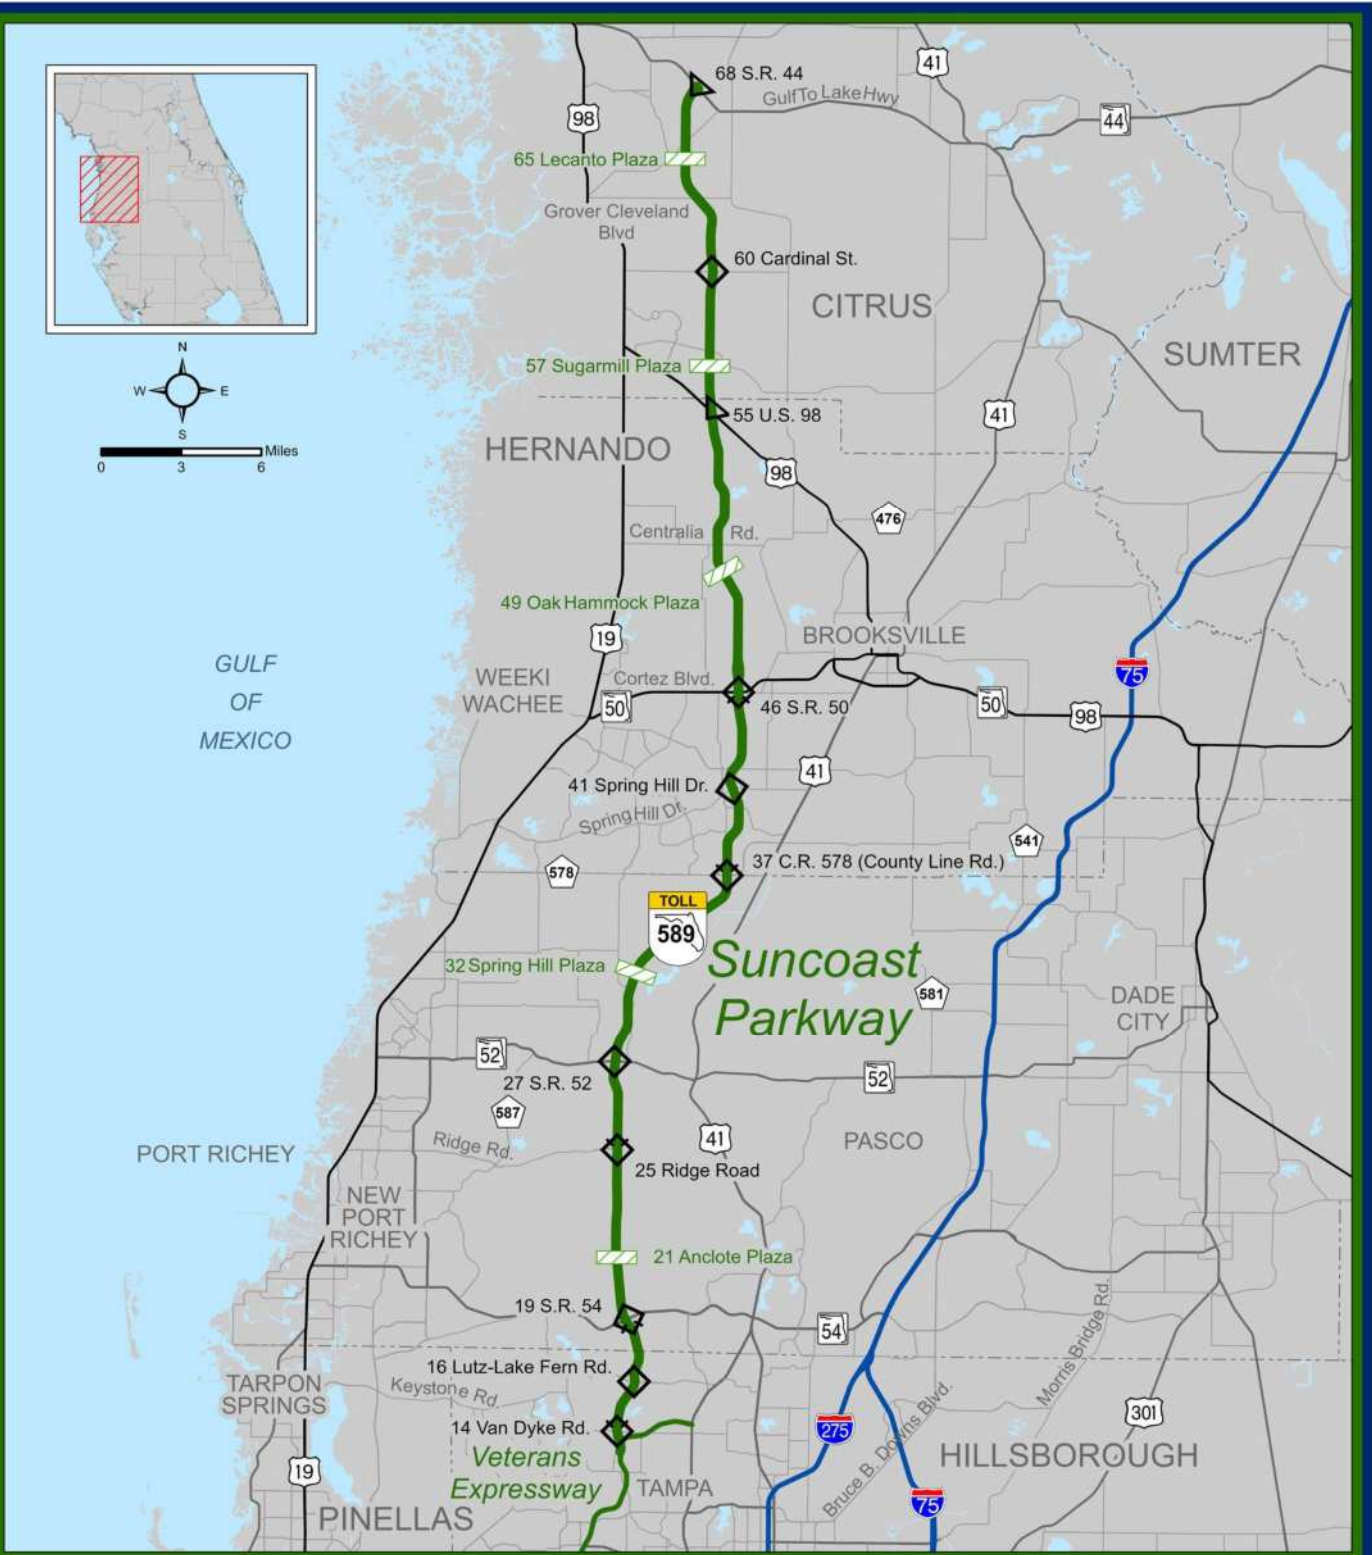 68 S.R. 44
Gulf To Lake Hwy
41
98
44
65 Lecanto Plaza
Grover Cleveland
Blvd
60 Cardinal St.
CITRUS
SUMTER
N
W E
S
Miles
0 3 6
57 Sugarmill Plaza
55 U.S. 98
41
HERNANDO
98
476
Centralia Rd.
49 Oak Hammock Plaza
19
BROOKSVILLE
GULF
OF
MEXICO
WEEKI
WACHEE
Cortez Blvd.
75
50
46 S.R. 50
50
98
41
41 Spring Hill Dr.
Spring Hill Dr.
541
37 C.R. 578 (County Line Rd.)
578
TOLL
589
Suncoast
Parkway
32 Spring Hill Plaza
581
DADE
CITY
52
27 S.R. 52
52
587
Ridge Rd.
41
PASCO
PORT RICHEY
25 Ridge Road
NEW
PORT
RICHEY
21 Anclote Plaza
19 S.R. 54
54
Morris Bridge Rd.
16 Lutz-Lake Fern Rd.
TARPON
SPRINGS
Keystone Rd.
14 Van Dyke Rd.
275
Bruce B. Downs Blvd.
301
HILLSBOROUGH
Veterans
Expressway
TAMPA
19
75
PINELLAS